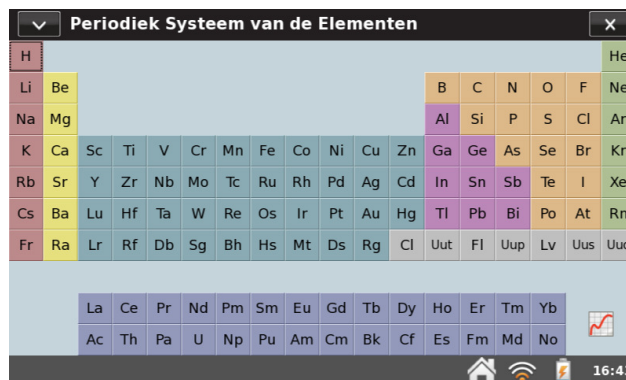 Periodiek Systeem van de Elementen
H He
Li Be B C N O F Ne
Na Mg Al Si P S Cl Ar
K Ca Sc Ti V Cr Mn Fe Co Ni Cu Zn Ga Ge As Se Br Kr
Rb Sr Y Zr Nb Mo Tc Ru Rh Pd Ag Cd In Sn Sb Te I Xe
Cs Ba Lu Hf Ta W Re Os Ir Pt Au Hg Tl Pb Bi Po At Rn
Fr Ra Lr Rf Db Sg Bh Hs Mt Ds Rg Cl Uut Fl Uup Lv Uus Uuo
La Ce Pr Nd Pm Sm Eu Gd Tb Dy Ho Er Tm Yb
Ac Th Pa U Np Pu Am Cm Bk Cf Es Fm Md No